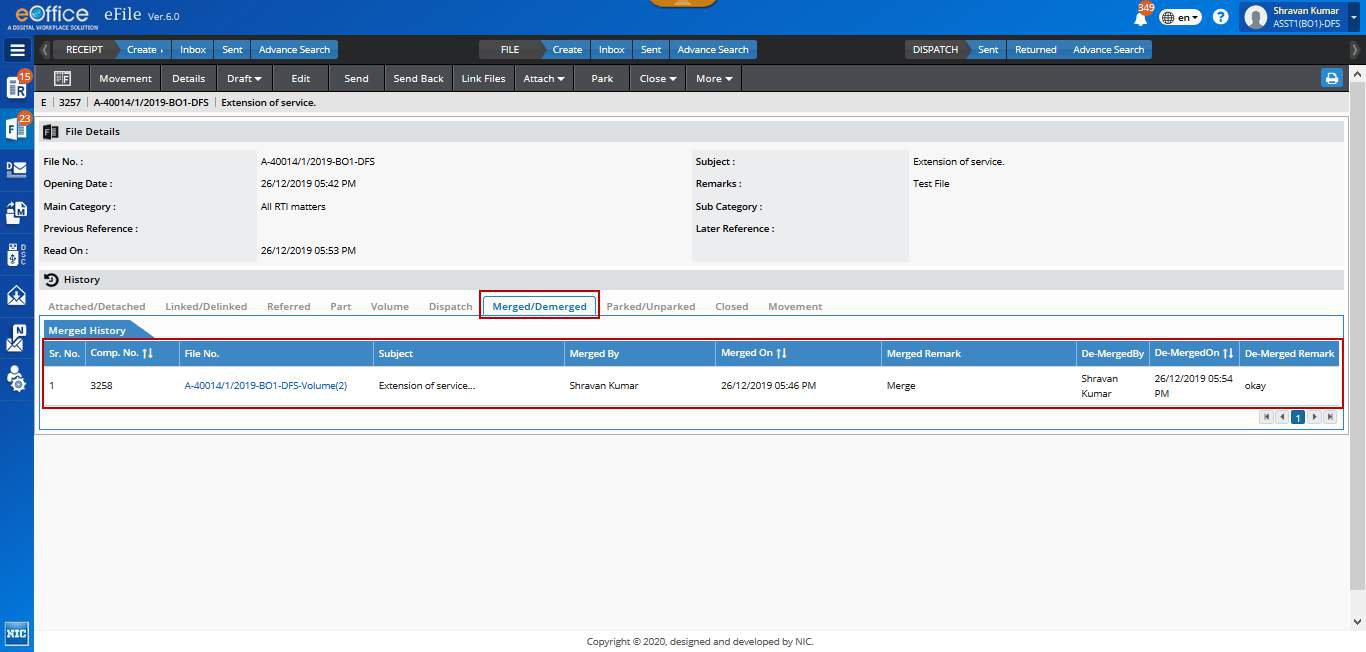 eOffice
A DIGITAL WORKPLACE SOLUTION
eFile Ver.6.0
349
en
?
Shravan Kumar
ASST1(BO1)-DFS
RECEIPT Create Inbox Sent Advance Search
FILE Create Inbox Sent Advance Search
DISPATCH Sent Returned Advance Search
Movement Details Draft Edit Send Send Back Link Files Attach Park Close More
15
R
23
F
D
M
DSC
N
NIC
E 3257 A-40014/1/2019-BO1-DFS Extension of service.
File Details
File No. : A-40014/1/2019-BO1-DFS Subject : Extension of service.
Opening Date : 26/12/2019 05:42 PM Remarks : Test File
Main Category : All RTI matters Sub Category :
Previous Reference : Later Reference :
Read On : 26/12/2019 05:53 PM
History
Attached/Detached Linked/Delinked Referred Part Volume Dispatch Merged/Demerged Parked/Unparked Closed Movement
Merged History
Sr. No. Comp. No. File No. Subject Merged By Merged On Merged Remark De-MergedBy De-MergedOn De-Merged Remark
1 3258 A-40014/1/2019-BO1-DFS-Volume(2) Extension of service... Shravan Kumar 26/12/2019 05:46 PM Merge Shravan Kumar 26/12/2019 05:54 PM okay
1
Copyright © 2020, designed and developed by NIC.